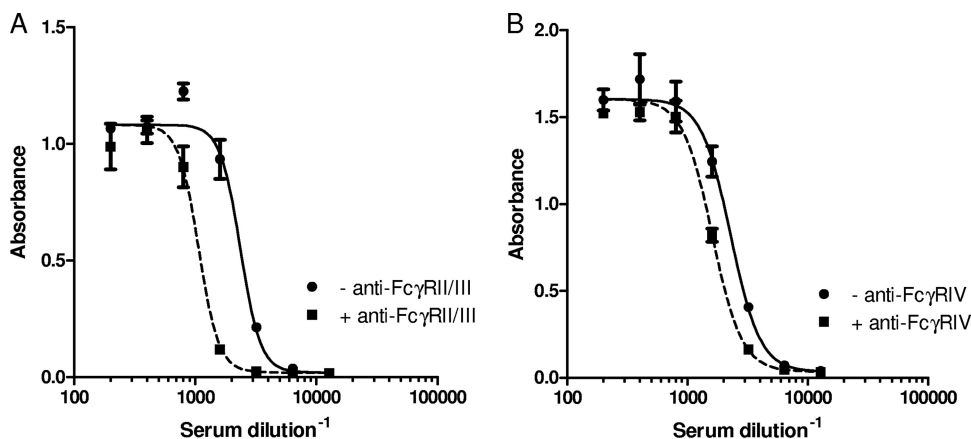 A
1.5
1.0
0.5
0.0
Absorbance
100
1000
10000
100000
Serum dilution-1
- anti-FcγRII/III
+ anti-FcγRII/III
B
2.0
1.5
1.0
0.5
0.0
Absorbance
100
1000
10000
100000
Serum dilution-1
- anti-FcγRIV
+ anti-FcγRIV